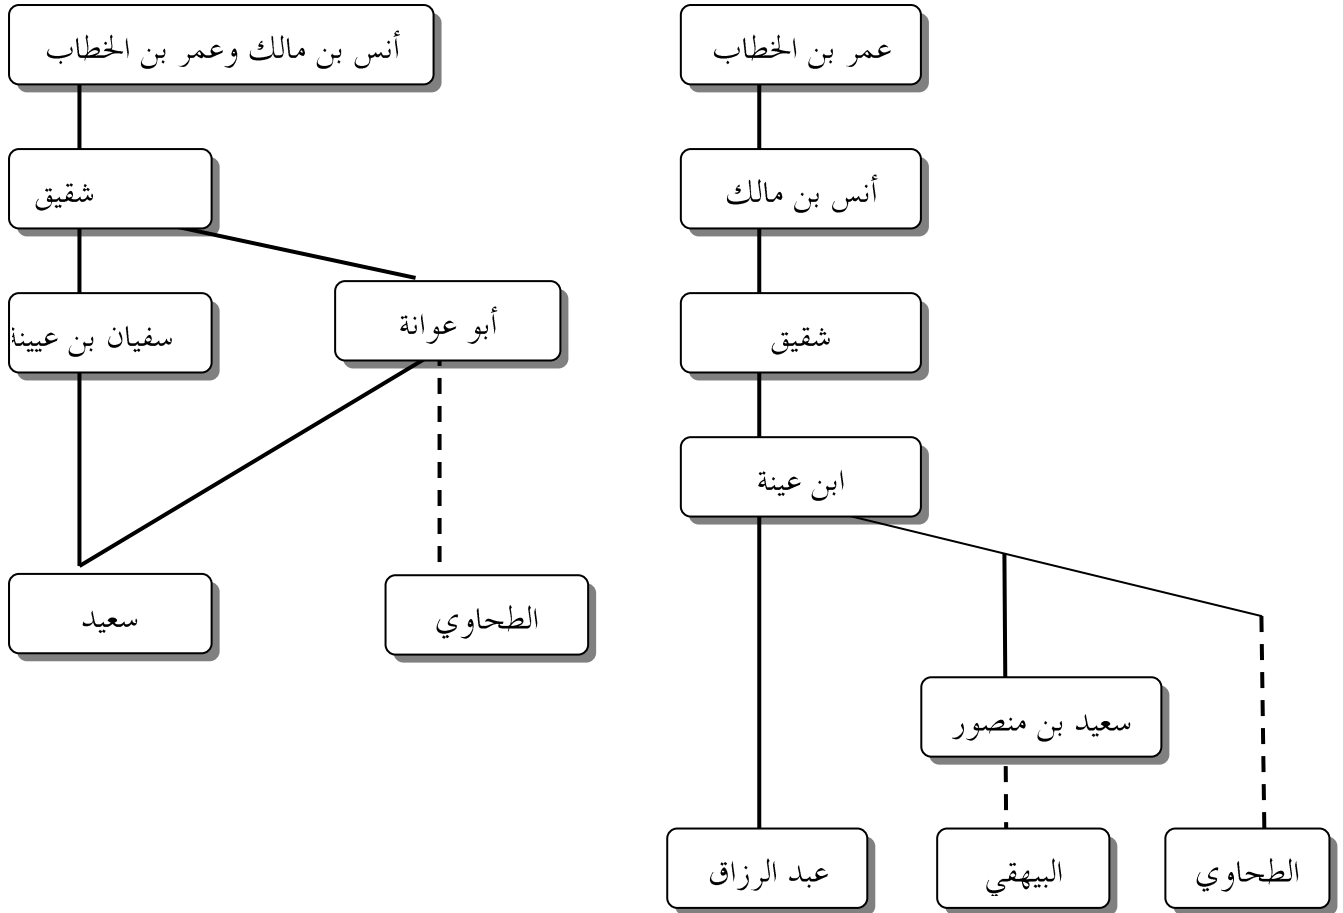 عمر بن الخطاب
أنس بن مالك
شقيق
ابن عينة
سعيد بن منصور
عبد الرزاق
البيهقي
الطحاوي
أنس بن مالك وعمر بن الخطاب
شقيق
سفيان بن عيينة
أبو عوانة
سعيد
الطحاوي